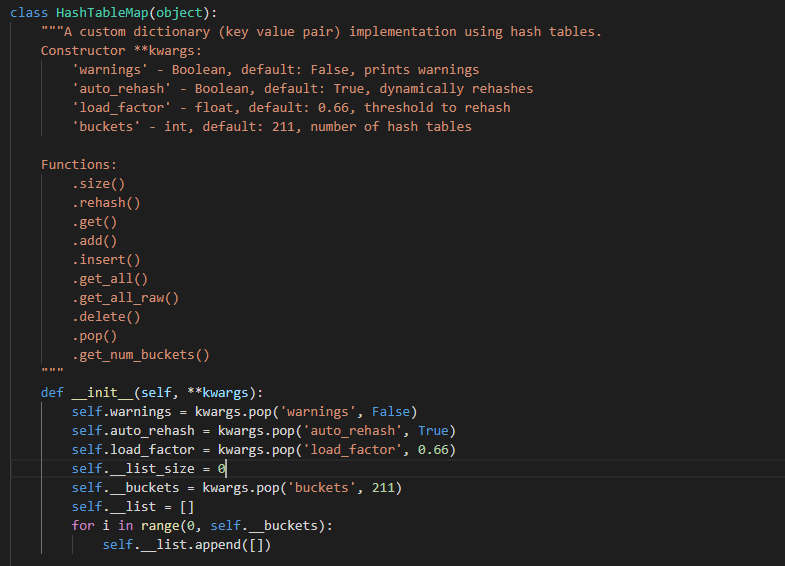 class HashTableMap(object):
    """A custom dictionary (key value pair) implementation using hash tables.
    Constructor **kwargs:
        'warnings' - Boolean, default: False, prints warnings
        'auto_rehash' - Boolean, default: True, dynamically rehashes
        'load_factor' - float, default: 0.66, threshold to rehash
        'buckets' - int, default: 211, number of hash tables

    Functions:
        .size()
        .rehash()
        .get()
        .add()
        .insert()
        .get_all()
        .get_all_raw()
        .delete()
        .pop()
        .get_num_buckets()
    """
    def __init__(self, **kwargs):
        self.warnings = kwargs.pop('warnings', False)
        self.auto_rehash = kwargs.pop('auto_rehash', True)
        self.load_factor = kwargs.pop('load_factor', 0.66)
        self.__list_size = 0
        self.__buckets = kwargs.pop('buckets', 211)
        self.__list = []
        for i in range(0, self.__buckets):
            self.__list.append([])